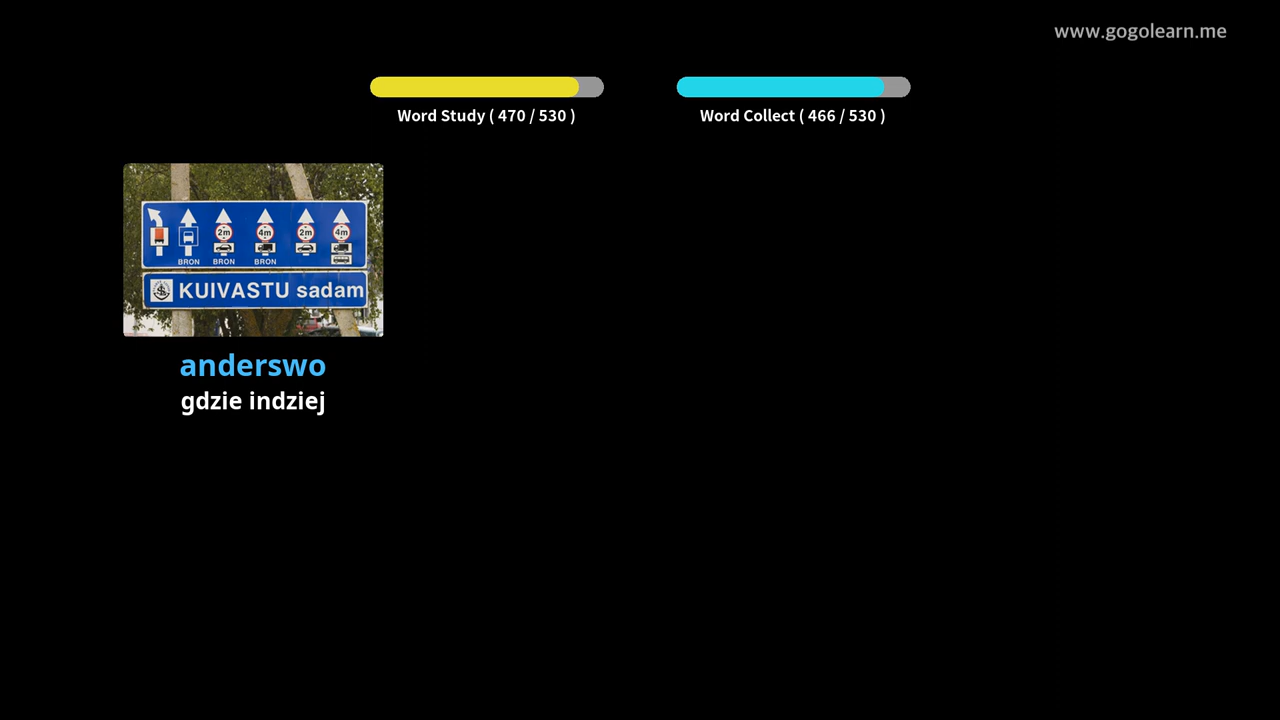 www.gogolearn.me
Word Study ( 470 / 530 )
Word Collect ( 466 / 530 )
2m 4m 2m 4m
BRON BRON BRON
KUIVASTU sadam
anderswo
gdzie indziej